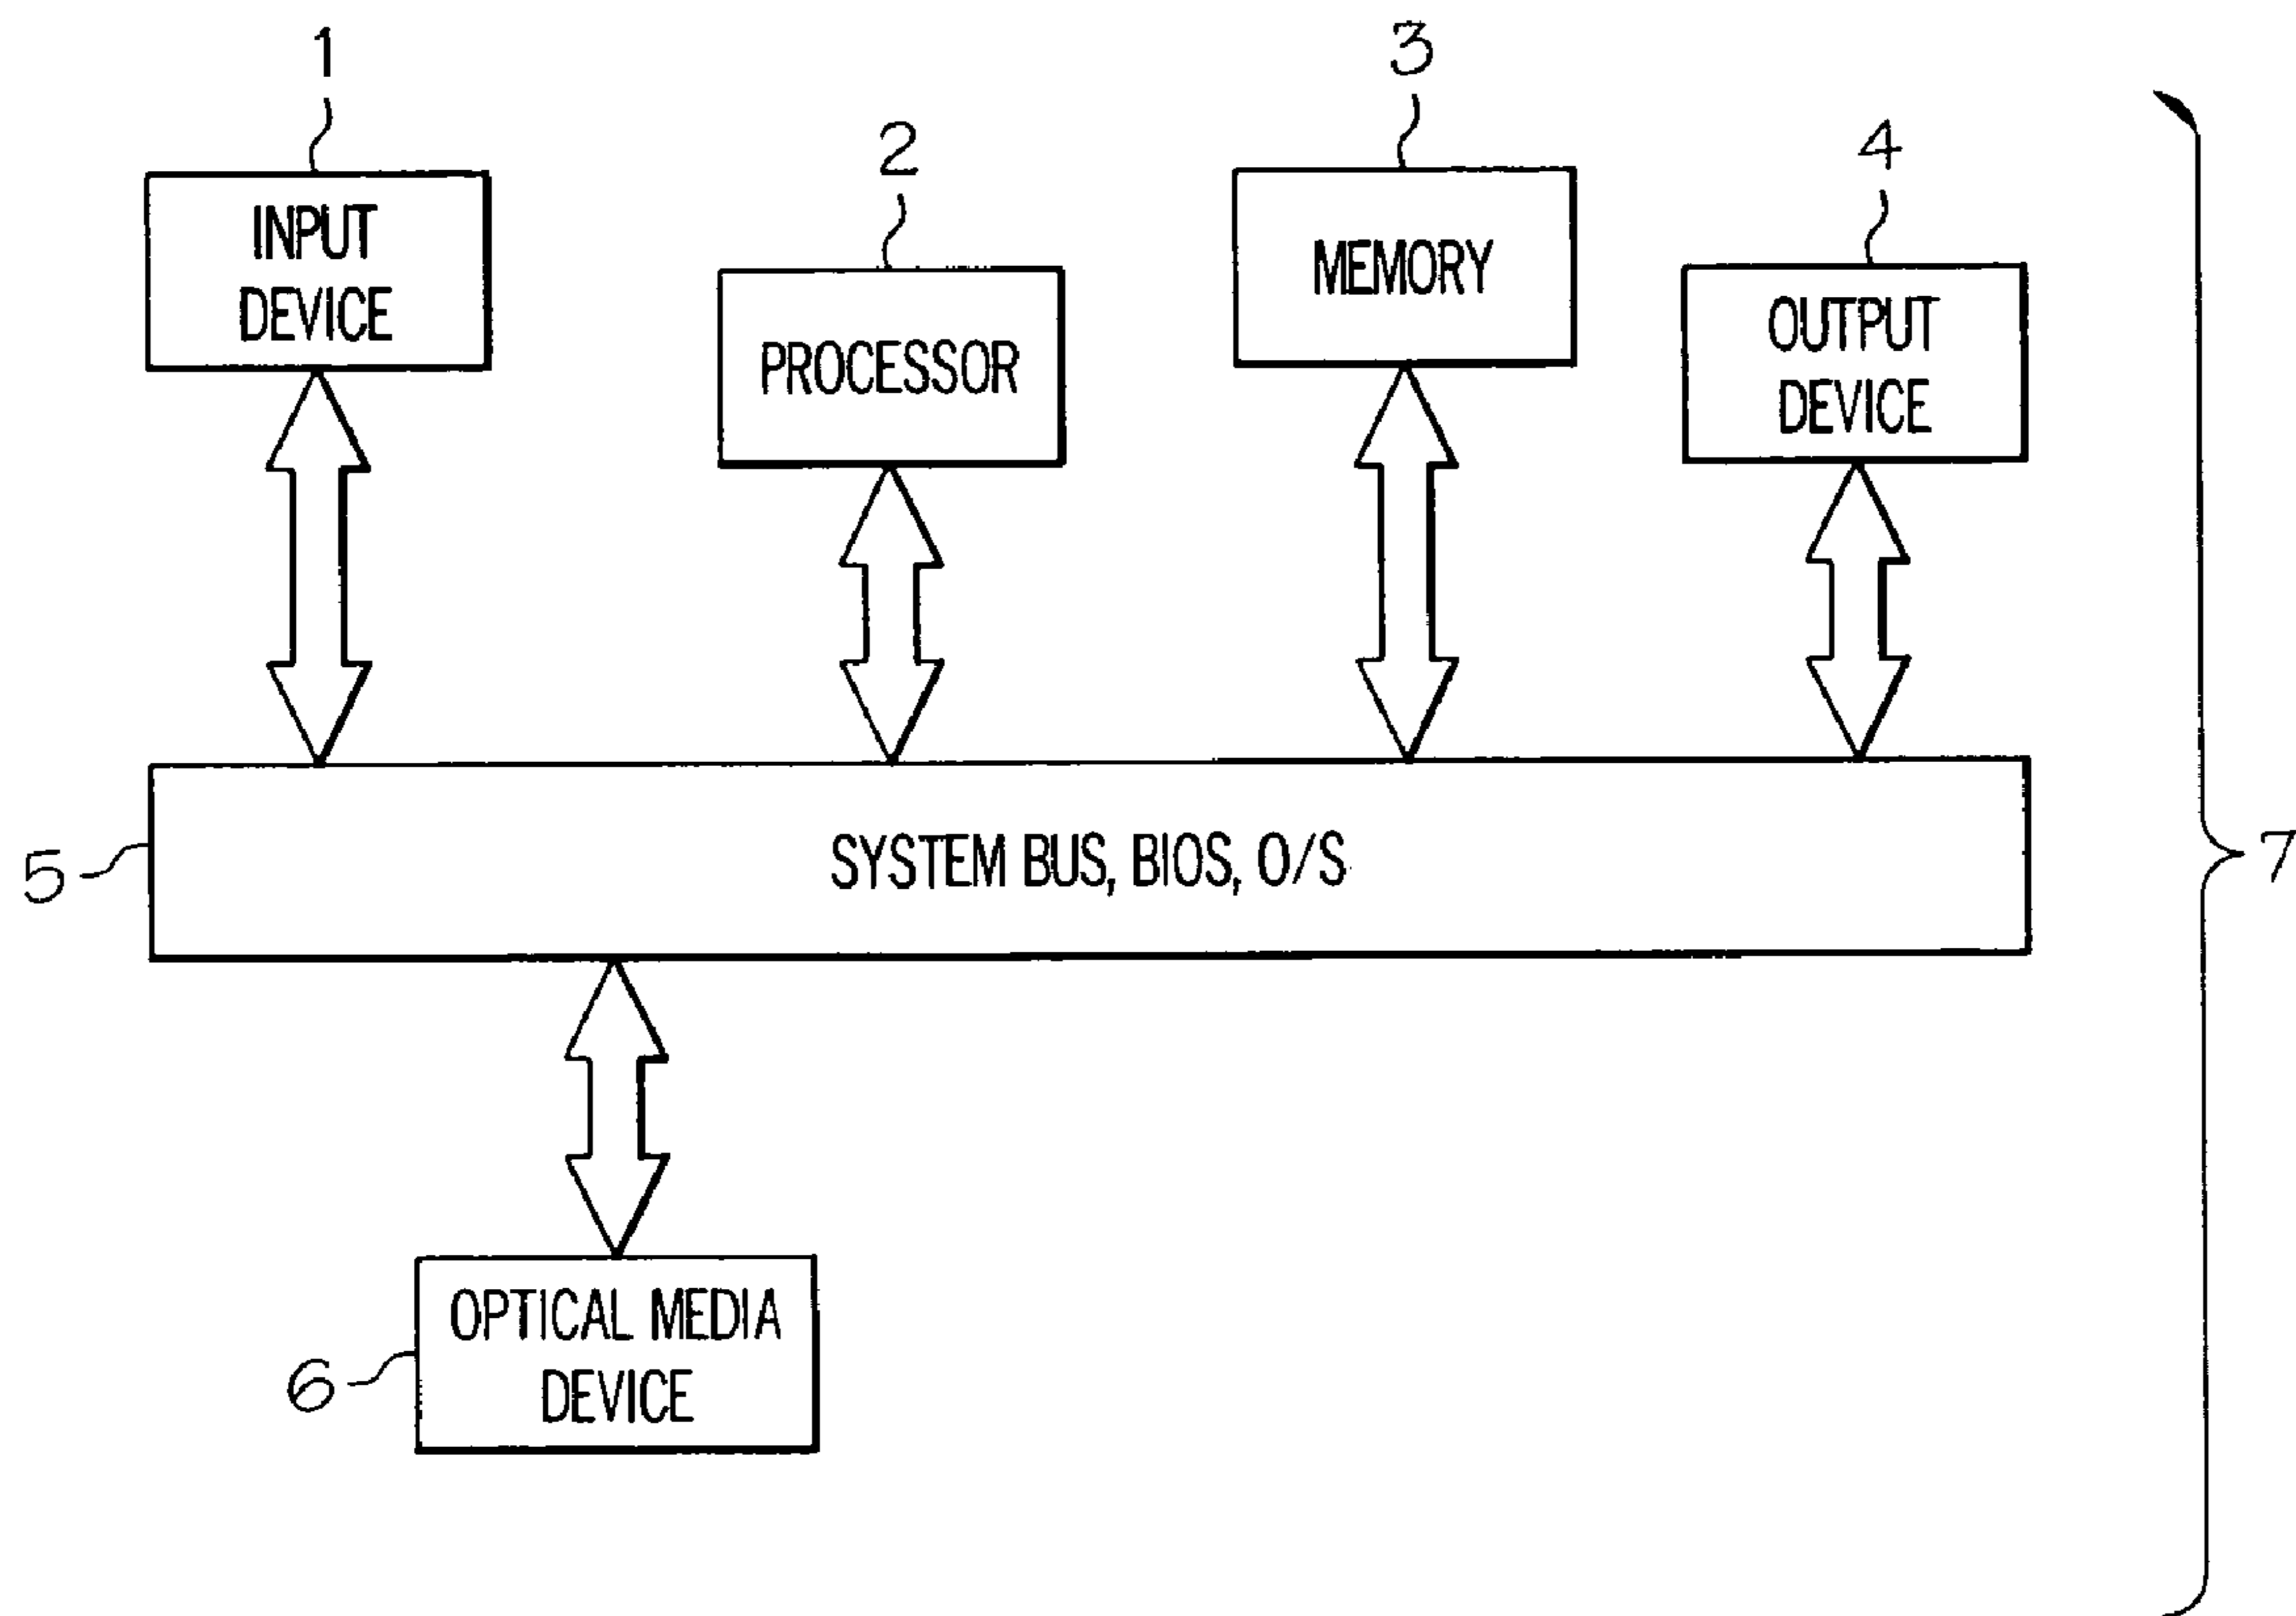 1
2
3
4
INPUT
DEVICE
PROCESSOR
MEMORY
OUTPUT
DEVICE
5
SYSTEM BUS, BIOS, O/S
7
6
OPTICAL MEDIA
DEVICE